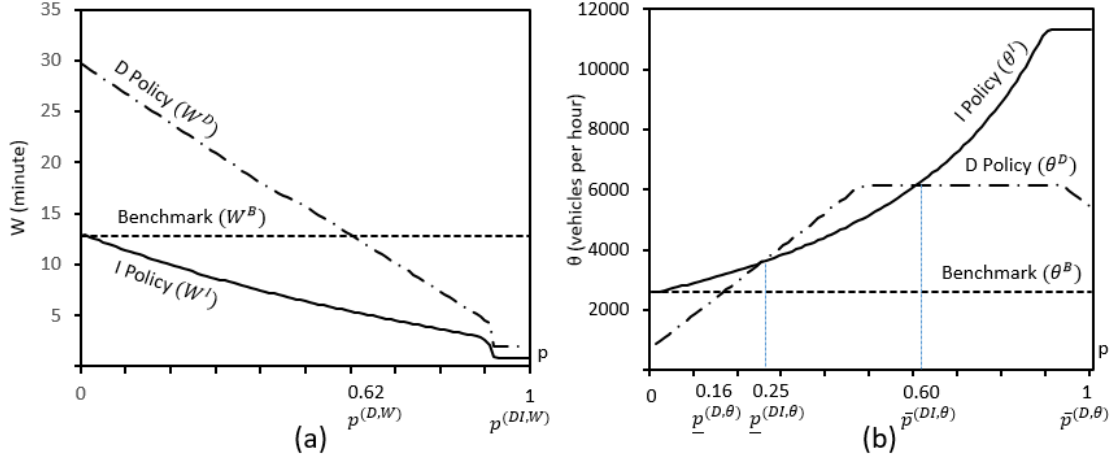 35
30
25
20
15
10
5
W (minute)
D Policy (W^D)
Benchmark (W^B)
I Policy (W^I)
p
0
0.62
1
p^(D,W)
p^(DI,W)
(a)
12000
10000
8000
6000
4000
2000
θ (vehicles per hour)
I Policy (θ^I)
D Policy (θ^D)
Benchmark (θ^B)
p
0
0.16
0.25
0.60
1
p̲^(D,θ)
p̲^(DI,θ)
p̄^(DI,θ)
p̄^(D,θ)
(b)